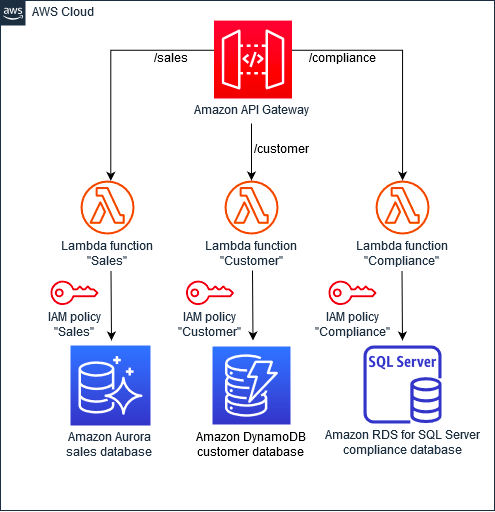 aws
AWS Cloud
/sales
/compliance
Amazon API Gateway
/customer
Lambda function
"Sales"
Lambda function
"Customer"
Lambda function
"Compliance"
IAM policy
"Sales"
IAM policy
"Customer"
IAM policy
"Compliance"
SQL Server
Amazon Aurora
sales database
Amazon DynamoDB
customer database
Amazon RDS for SQL Server
compliance database